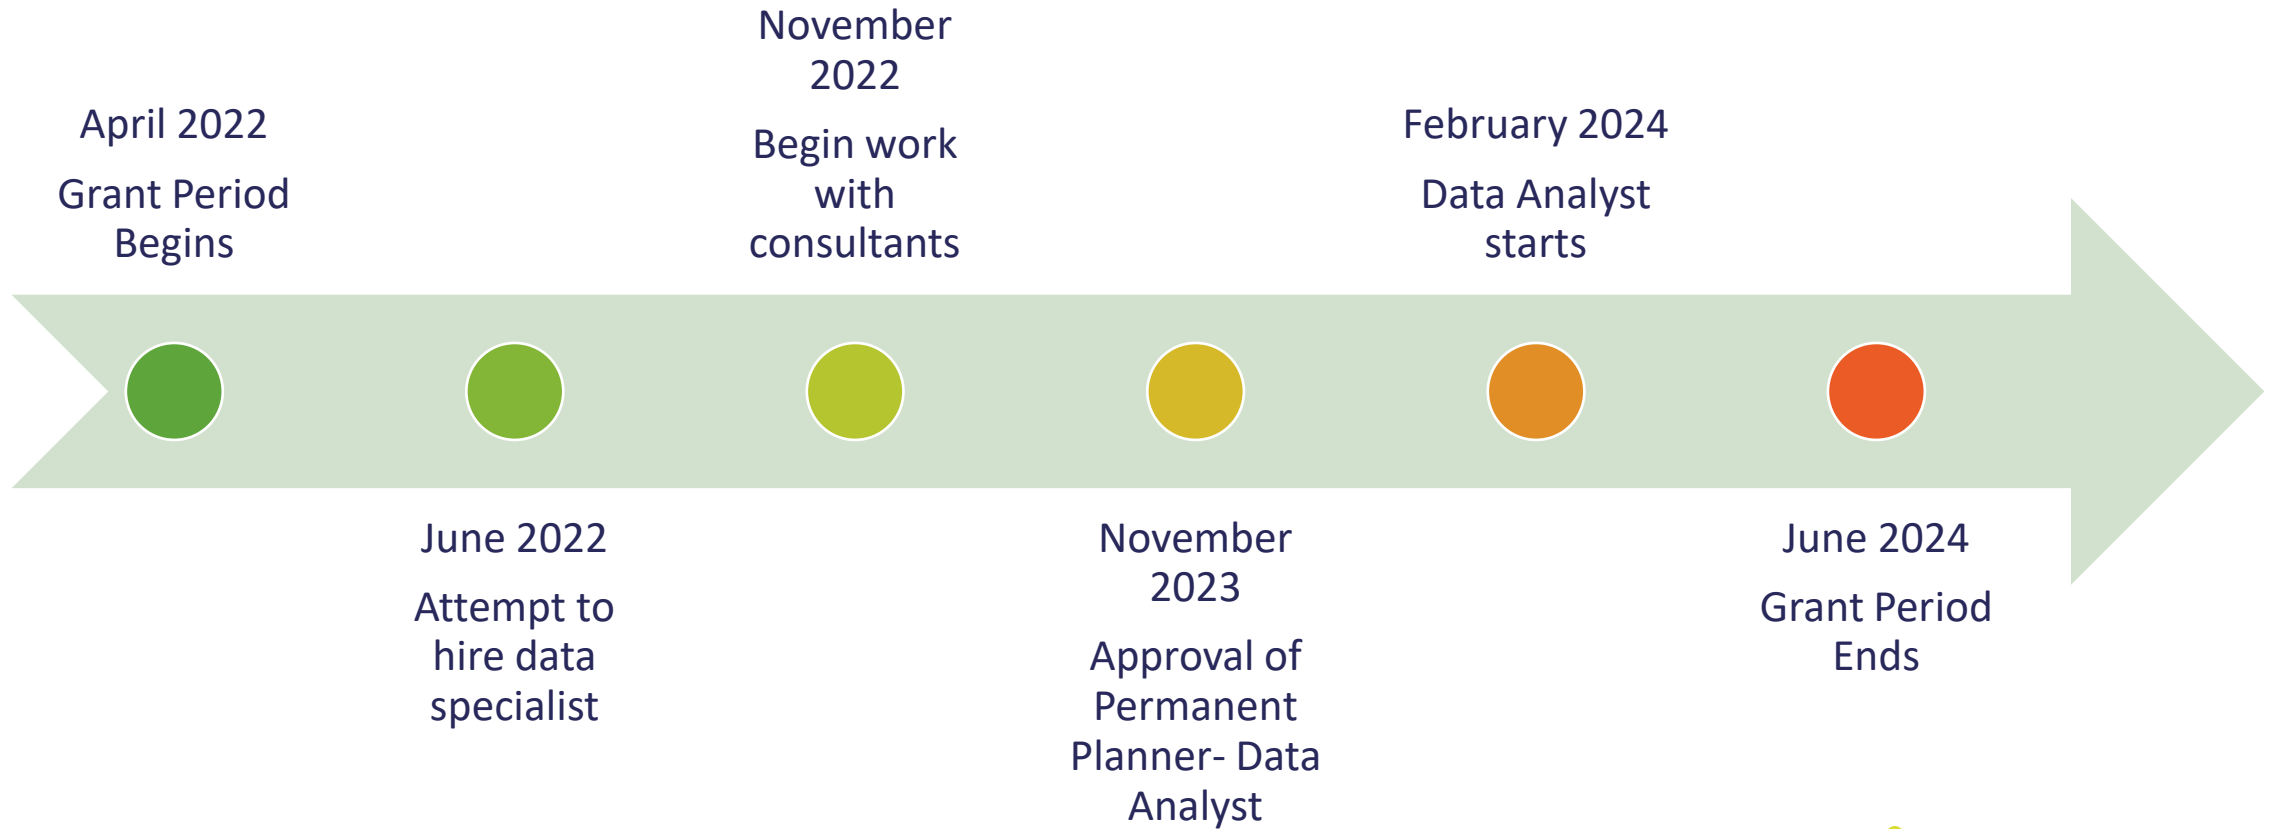 April 2022
Grant Period
Begins
June 2022
Attempt to
hire data
specialist
November
2022
Begin work
with
consultants
November
2023
Approval of
Permanent
Planner- Data
Analyst
February 2024
Data Analyst
starts
June 2024
Grant Period
Ends